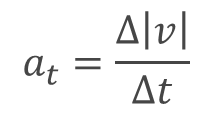 a_t = Δ|v| / Δt